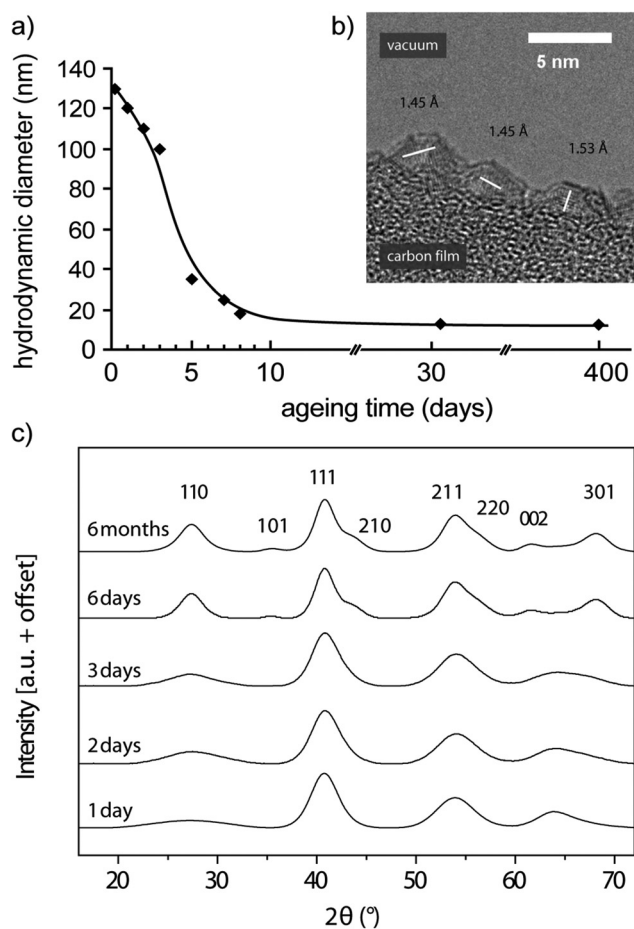 a)
hydrodynamic diameter (nm)
140
120
100
80
60
40
20
0
0
5
10
30
400
ageing time (days)
b)
vacuum
5 nm
1.45 Å
1.45 Å
1.53 Å
carbon film
c)
Intensity [a.u. + offset]
110
101
111
210
211
220
002
301
6 months
6 days
3 days
2 days
1 day
20
30
40
50
60
70
2θ (°)